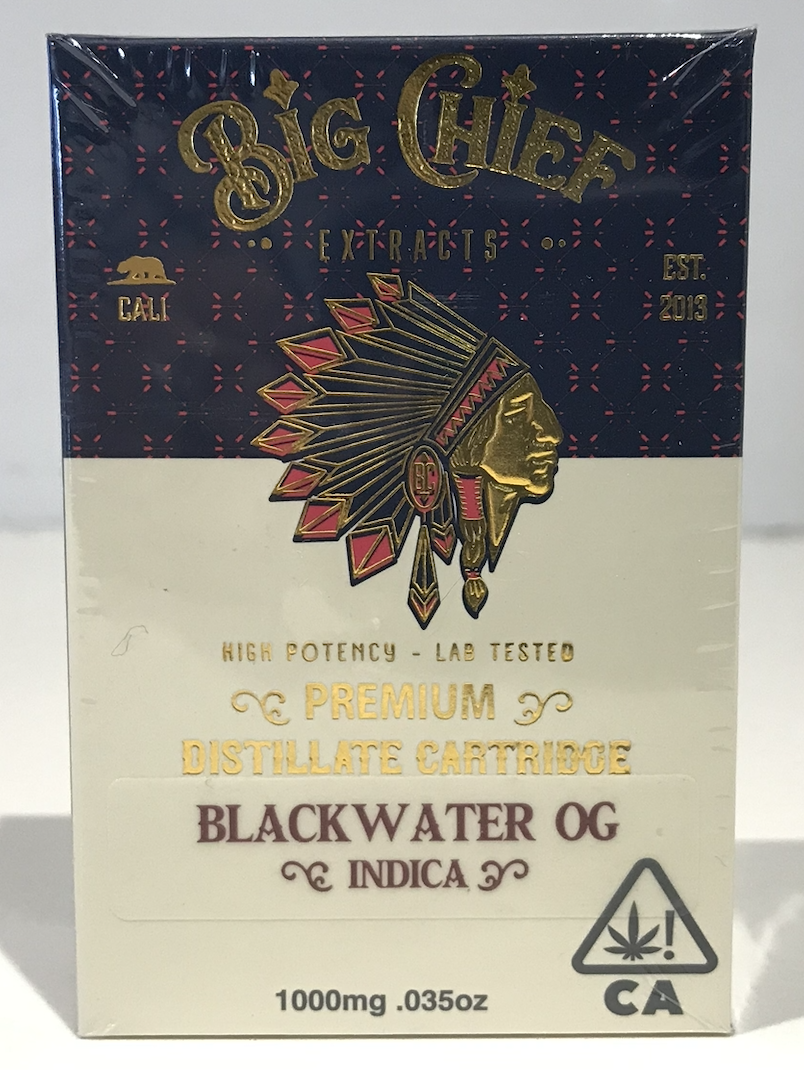 BIG CHIEF
EXTRACTS
CALI
EST.
2013
BC
HIGH POTENCY - LAB TESTED
PREMIUM
DISTILLATE CARTRIDGE
BLACKWATER OG
INDICA
!
CA
1000mg .035oz